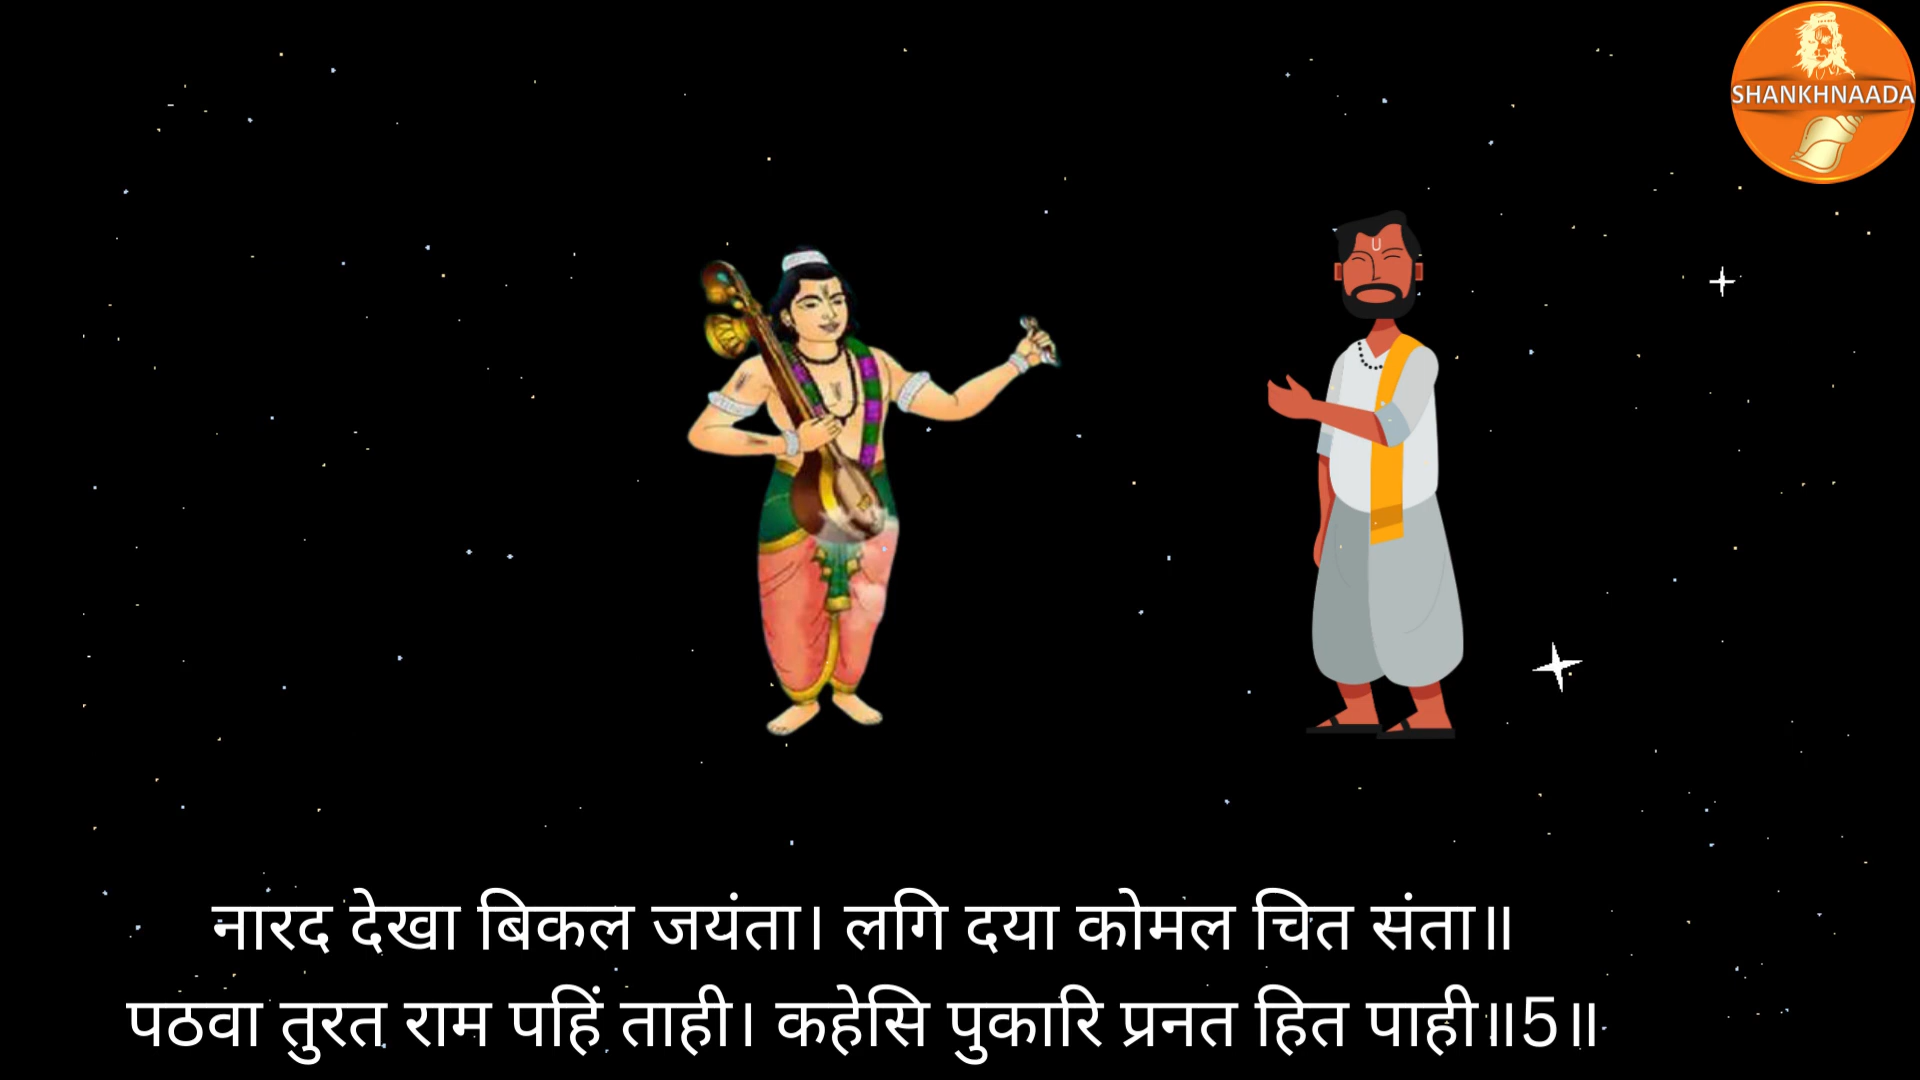 SHANKHNAADA
नारद देखा बिकल जयंता। लगि दया कोमल चित संता॥
पठवा तुरत राम पहिं ताही। कहेसि पुकारि प्रनत हित पाही॥5॥